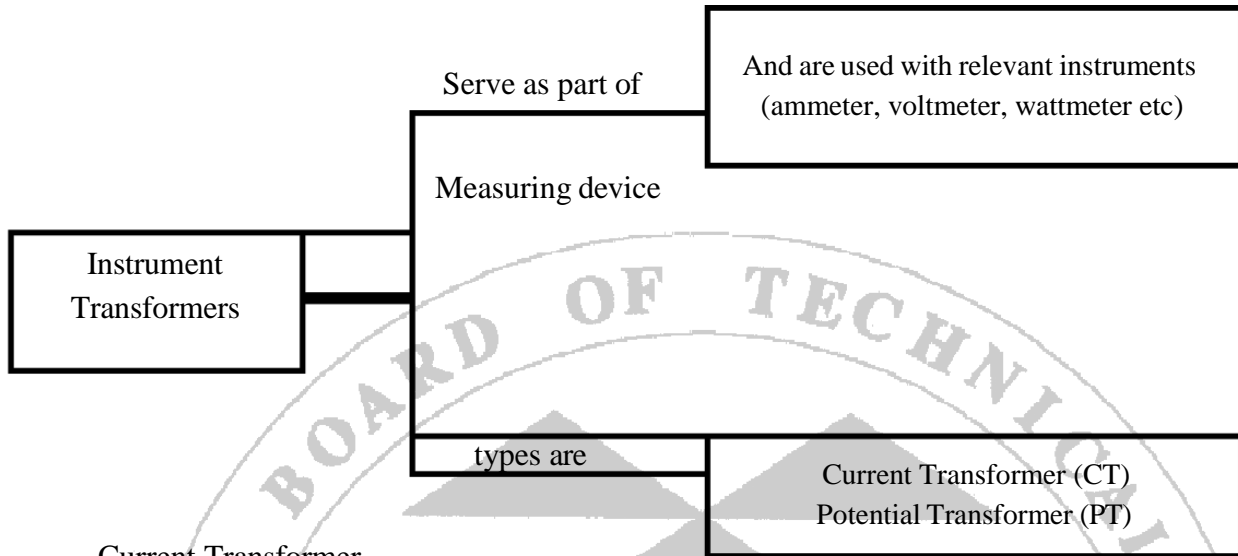 Serve as part of
And are used with relevant instruments
(ammeter, voltmeter, wattmeter etc)
Measuring device
Instrument
Transformers
BOARD OF TECHNICAL
types are
Current Transformer (CT)
Potential Transformer (PT)
Current Transformer